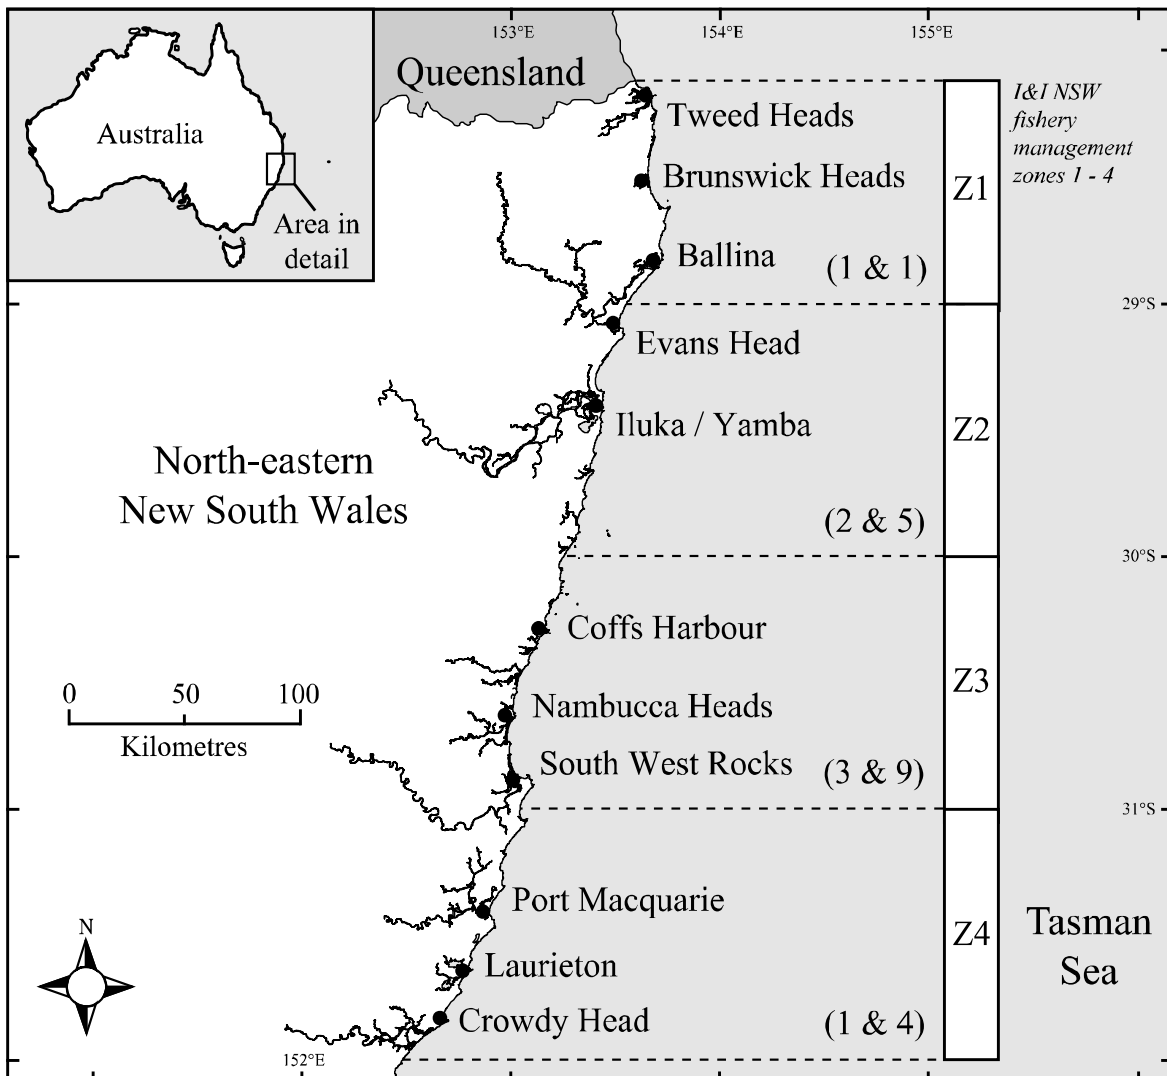 153°E
154°E
155°E
Queensland
Australia
Area in
detail
Tweed Heads
I&I NSW
fishery
management
zones 1 - 4
Brunswick Heads
Z1
Ballina
(1 & 1)
29°S
Evans Head
Iluka / Yamba
Z2
North-eastern
New South Wales
(2 & 5)
30°S
Coffs Harbour
Z3
0
50
100
Kilometres
Nambucca Heads
South West Rocks
(3 & 9)
31°S
Port Macquarie
Z4
Tasman
Sea
N
Laurieton
Crowdy Head
(1 & 4)
152°E